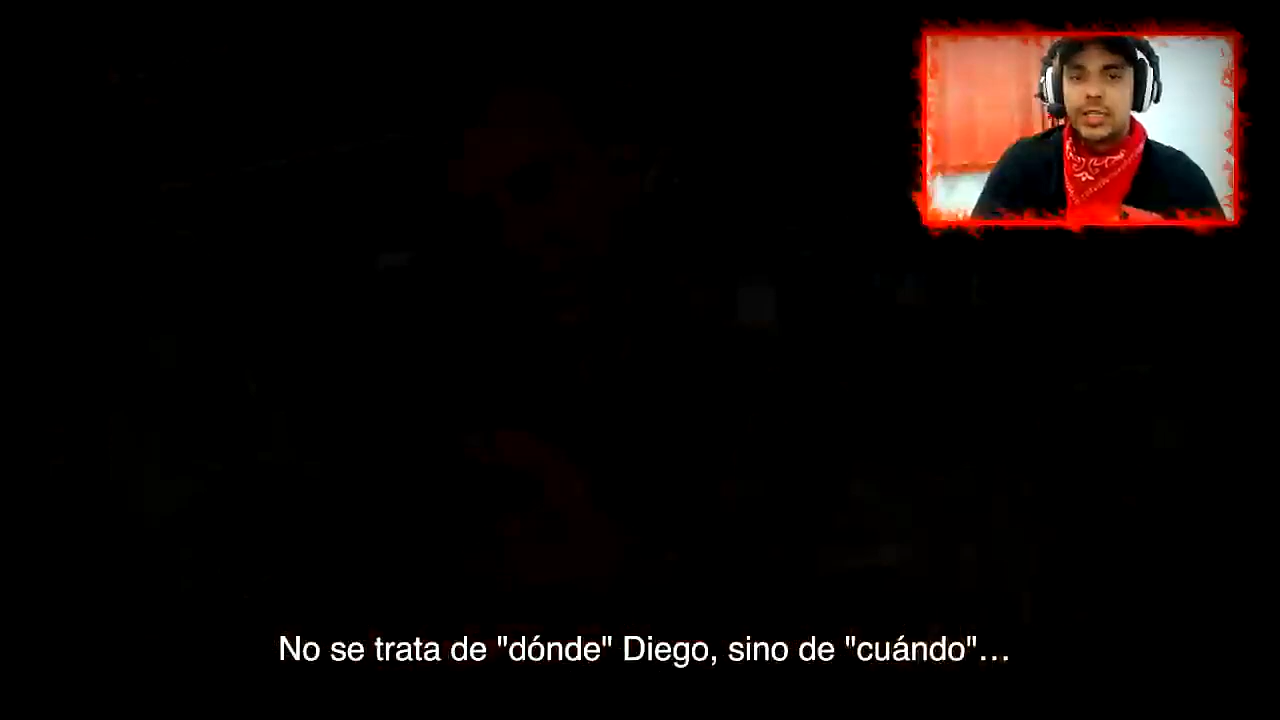 No se trata de "dónde" Diego, sino de "cuándo"...